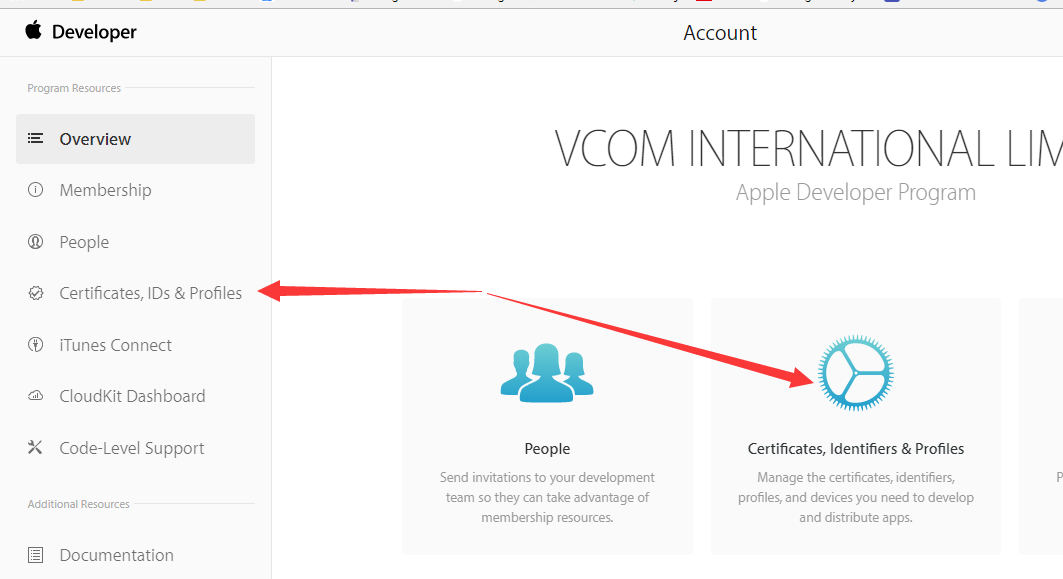 Developer
Account
Program Resources
Overview
Membership
People
Certificates, IDs & Profiles
iTunes Connect
CloudKit Dashboard
Code-Level Support
Additional Resources
Documentation
VCOM INTERNATIONAL LIM
Apple Developer Program
People
Send invitations to your development
team so they can take advantage of
membership resources.
Certificates, Identifiers & Profiles
Manage the certificates, identifiers,
profiles, and devices you need to develop
and distribute apps.
P